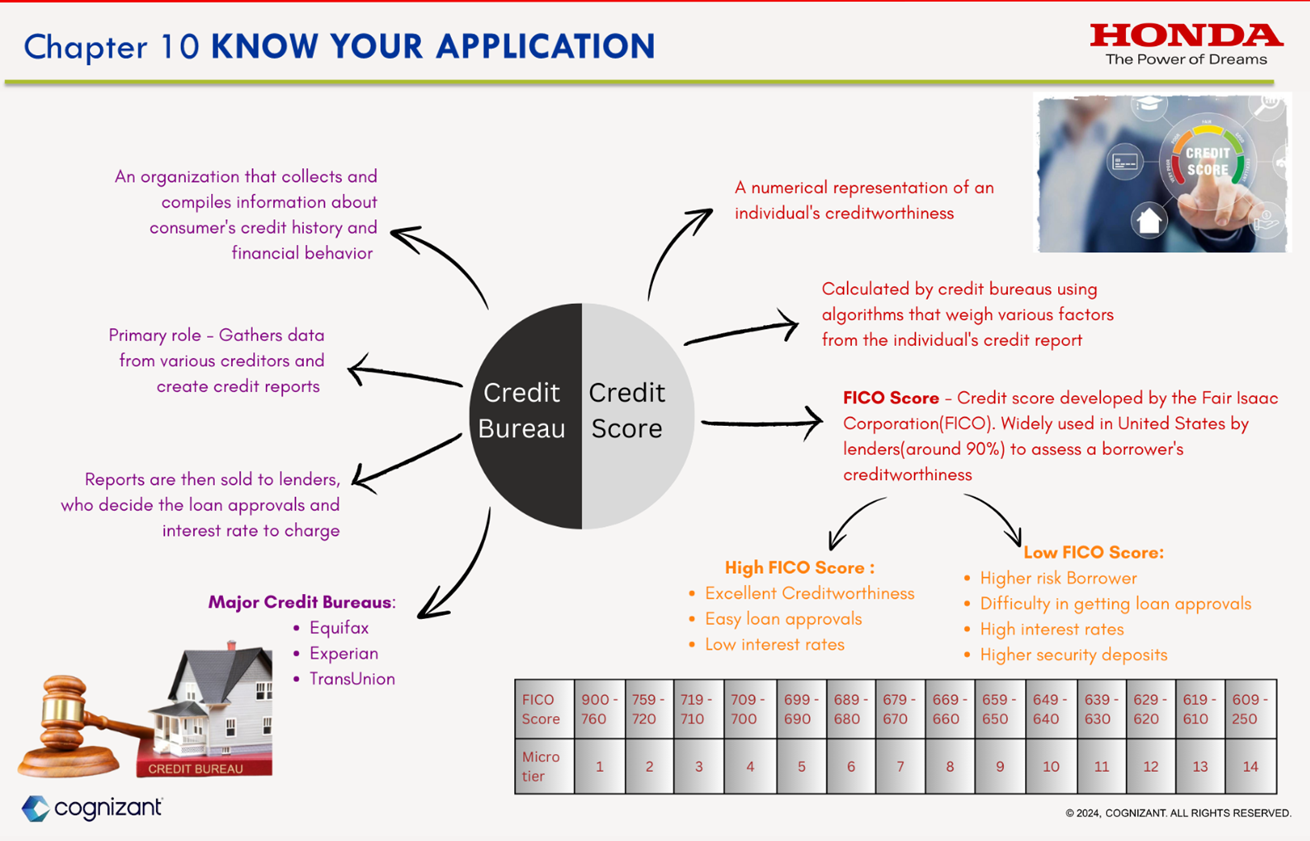 Chapter 10 KNOW YOUR APPLICATION
HONDA
The Power of Dreams
An organization that collects and
compiles information about
consumer's credit history and
financial behavior
Primary role - Gathers data
from various creditors and
create credit reports
Reports are then sold to lenders,
who decide the loan approvals and
interest rate to charge
Major Credit Bureaus:
• Equifax
• Experian
• TransUnion
CREDIT BUREAU
Credit
Bureau
Credit
Score
A numerical representation of an
individual's creditworthiness
CREDIT
SCORE
Calculated by credit bureaus using
algorithms that weigh various factors
from the individual's credit report
FICO Score - Credit score developed by the Fair Isaac
Corporation(FICO). Widely used in United States by
lenders(around 90%) to assess a borrower's
creditworthiness
High FICO Score :
• Excellent Creditworthiness
• Easy loan approvals
• Low interest rates
Low FICO Score:
• Higher risk Borrower
• Difficulty in getting loan approvals
• High interest rates
• Higher security deposits
FICO Score 900 - 760 759 - 720 719 - 710 709 - 700 699 - 690 689 - 680 679 - 670 669 - 660 659 - 650 649 - 640 639 - 630 629 - 620 619 - 610 609 - 250
Micro tier 1 2 3 4 5 6 7 8 9 10 11 12 13 14
cognizant
© 2024, COGNIZANT. ALL RIGHTS RESERVED.